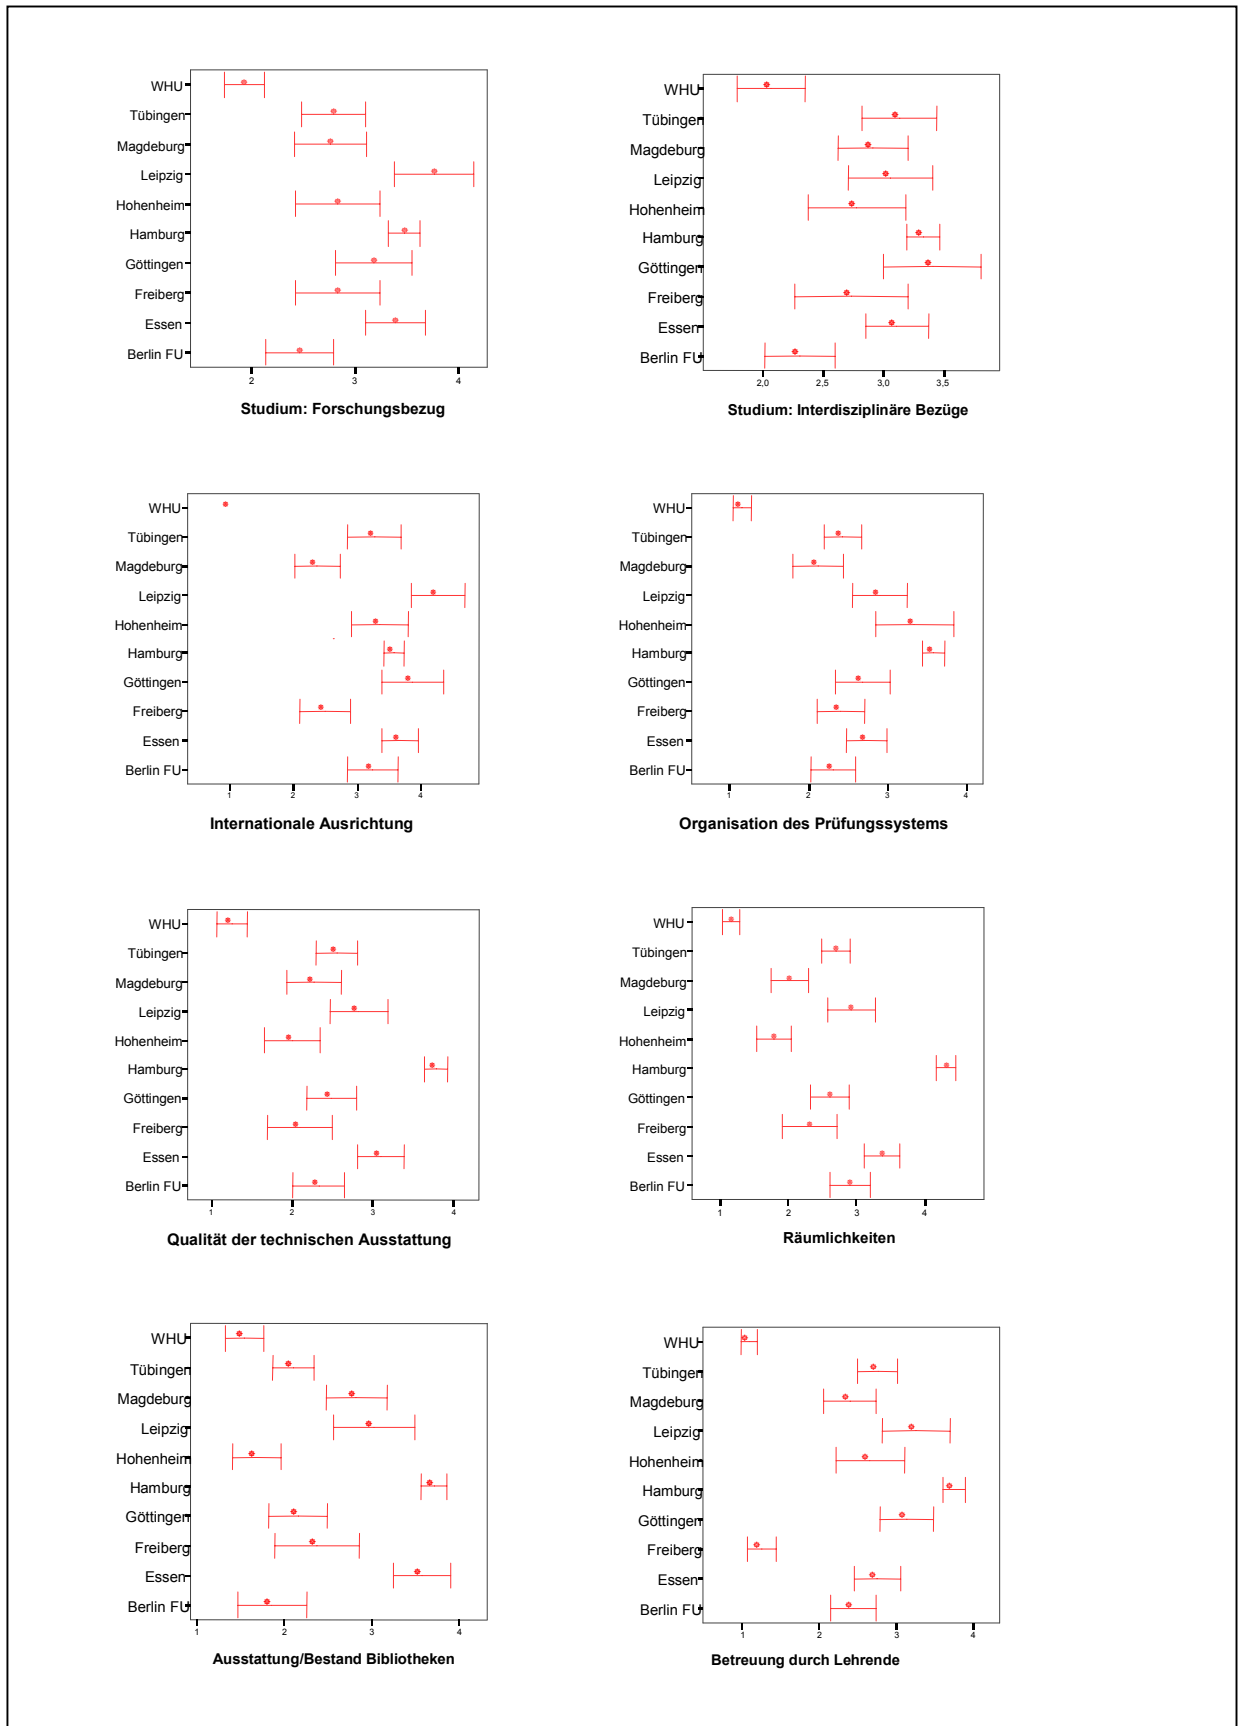 WHU
Tübingen
Magdeburg
Leipzig
Hohenheim
Hamburg
Göttingen
Freiberg
Essen
Berlin FU
2 3 4
Studium: Forschungsbezug
WHU
Tübingen
Magdeburg
Leipzig
Hohenheim
Hamburg
Göttingen
Freiberg
Essen
Berlin FU
2,0 2,5 3,0 3,5
Studium: Interdisziplinäre Bezüge
WHU
Tübingen
Magdeburg
Leipzig
Hohenheim
Hamburg
Göttingen
Freiberg
Essen
Berlin FU
1 2 3 4
Internationale Ausrichtung
WHU
Tübingen
Magdeburg
Leipzig
Hohenheim
Hamburg
Göttingen
Freiberg
Essen
Berlin FU
1 2 3 4
Organisation des Prüfungssystems
WHU
Tübingen
Magdeburg
Leipzig
Hohenheim
Hamburg
Göttingen
Freiberg
Essen
Berlin FU
1 2 3 4
Qualität der technischen Ausstattung
WHU
Tübingen
Magdeburg
Leipzig
Hohenheim
Hamburg
Göttingen
Freiberg
Essen
Berlin FU
1 2 3 4
Räumlichkeiten
WHU
Tübingen
Magdeburg
Leipzig
Hohenheim
Hamburg
Göttingen
Freiberg
Essen
Berlin FU
1 2 3 4
Ausstattung/Bestand Bibliotheken
WHU
Tübingen
Magdeburg
Leipzig
Hohenheim
Hamburg
Göttingen
Freiberg
Essen
Berlin FU
1 2 3 4
Betreuung durch Lehrende